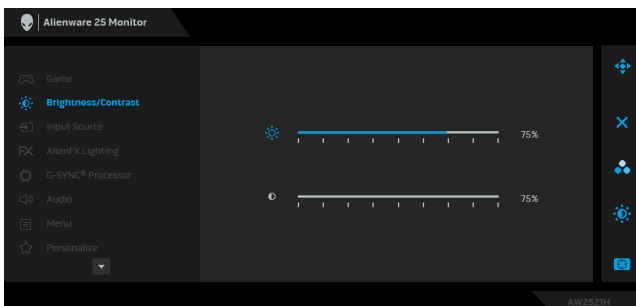 Alienware 25 Monitor
Game
Brightness/Contrast
Input Source
AlienFX Lighting
G-SYNC® Processor
Audio
Menu
Personalize
75%
75%
AW2521H